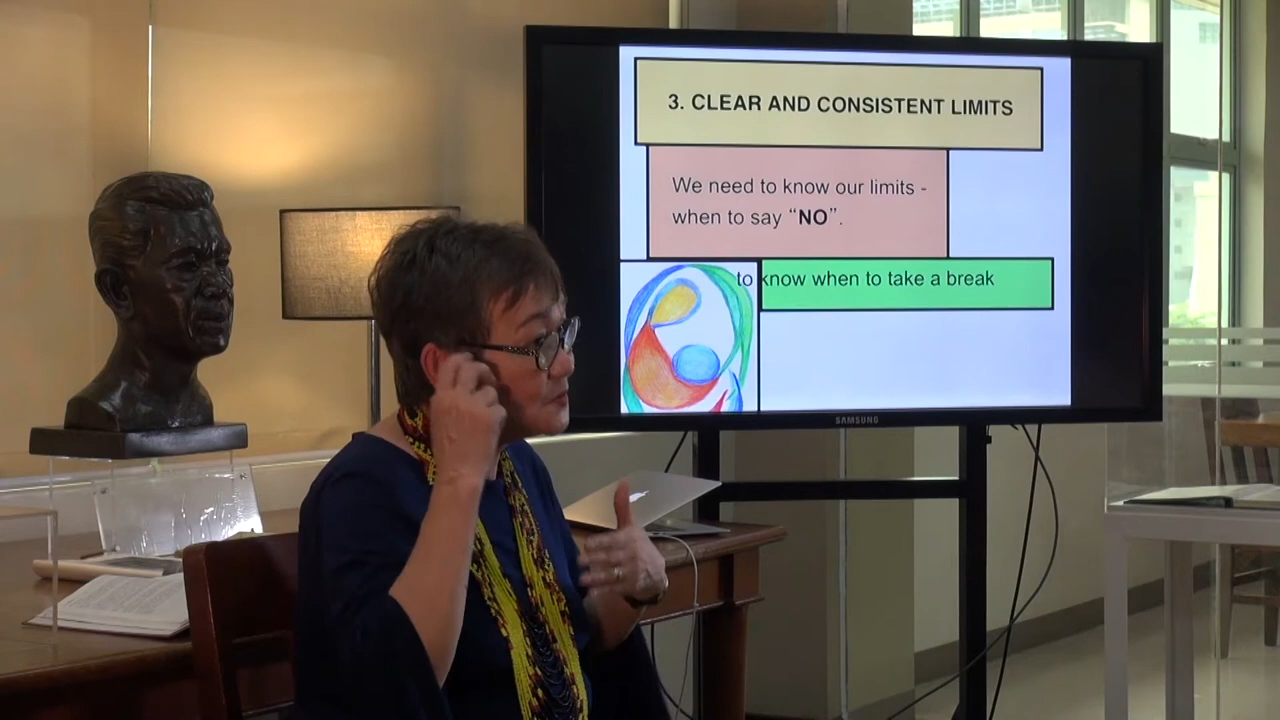 3. CLEAR AND CONSISTENT LIMITS
We need to know our limits -
when to say “NO”.
to know when to take a break
SAMSUNG